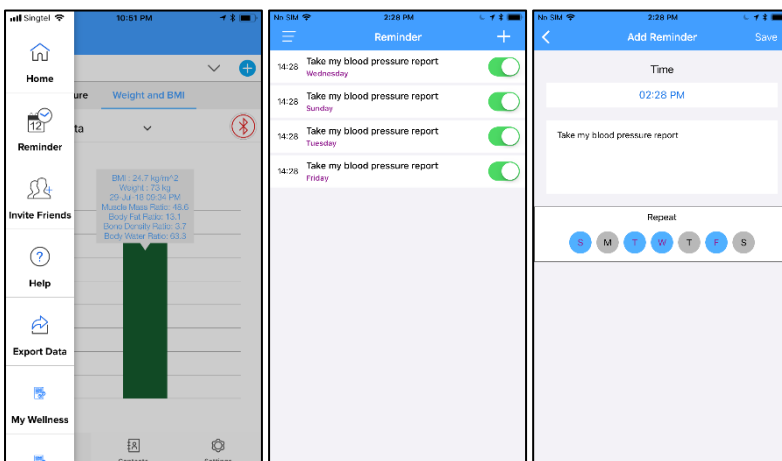 Singtel
10:51 PM
Home
ure
Weight and BMI
12
ta
Reminder
BMI : 24.7 kg/m^2
Weight : 73 kg
29-Jul-18 09:34 PM
Muscle Mass Ratio: 48.6
Body Fat Ratio: 13.1
Bone Density Ratio: 3.7
Body Water Ratio: 63.3
Invite Friends
?
Help
Export Data
My Wellness
Contacts
Settings
No SIM
2:28 PM
Reminder
14:28
Take my blood pressure report
Wednesday
14:28
Take my blood pressure report
Sunday
14:28
Take my blood pressure report
Tuesday
14:28
Take my blood pressure report
Friday
No SIM
2:28 PM
Add Reminder
Save
Time
02:28 PM
Take my blood pressure report
Repeat
S M T W T F S